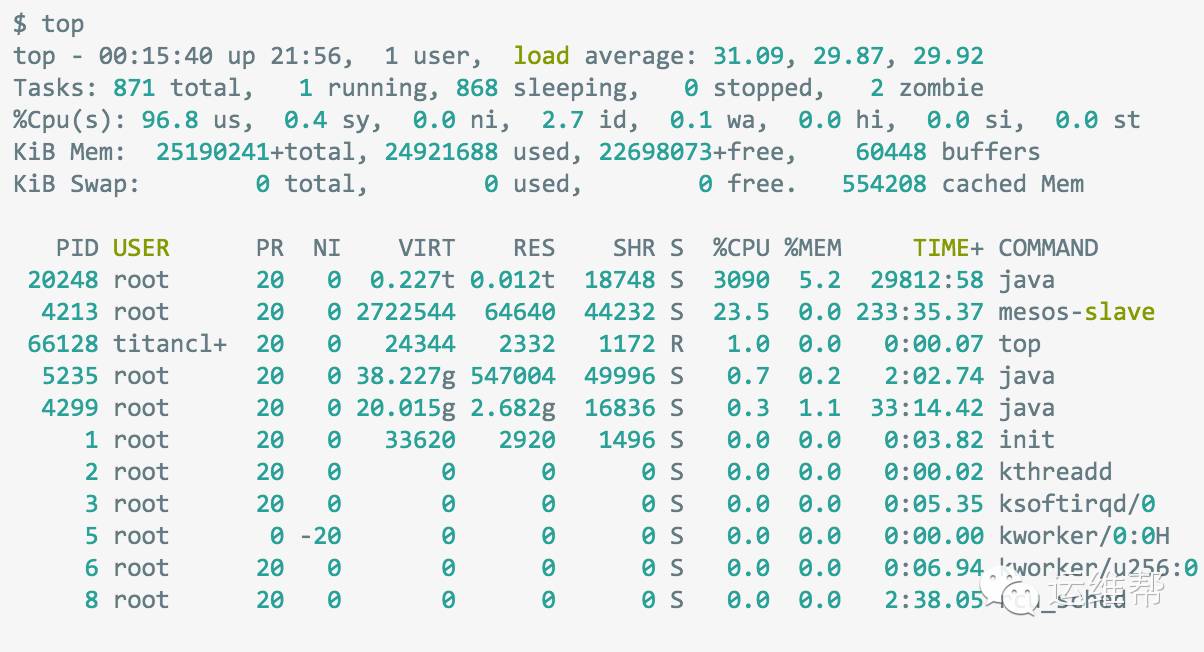 $ top
top - 00:15:40 up 21:56,  1 user,  load average: 31.09, 29.87, 29.92
Tasks: 871 total,   1 running, 868 sleeping,   0 stopped,   2 zombie
%Cpu(s): 96.8 us,  0.4 sy,  0.0 ni,  2.7 id,  0.1 wa,  0.0 hi,  0.0 si,  0.0 st
KiB Mem:  25190241+total, 24921688 used, 22698073+free,    60448 buffers
KiB Swap:        0 total,        0 used,        0 free.   554208 cached Mem
PID USER      PR  NI    VIRT    RES    SHR S  %CPU %MEM     TIME+ COMMAND
20248 root      20   0  0.227t 0.012t  18748 S  3090  5.2  29812:58 java
4213 root      20   0 2722544  64640  44232 S  23.5  0.0 233:35.37 mesos-slave
66128 titancl+  20   0   24344   2332   1172 R   1.0  0.0   0:00.07 top
5235 root      20   0 38.227g 547004  49996 S   0.7  0.2   2:02.74 java
4299 root      20   0 20.015g 2.682g  16836 S   0.3  1.1  33:14.42 java
1 root      20   0   33620   2920   1496 S   0.0  0.0   0:03.82 init
2 root      20   0       0      0      0 S   0.0  0.0   0:00.02 kthreadd
3 root      20   0       0      0      0 S   0.0  0.0   0:05.35 ksoftirqd/0
5 root       0 -20       0      0      0 S   0.0  0.0   0:00.00 kworker/0:0H
6 root      20   0       0      0      0 S   0.0  0.0   0:06.94 kworker/u256:0
8 root      20   0       0      0      0 S   0.0  0.0   2:38.05 rcu_sched
运维帮